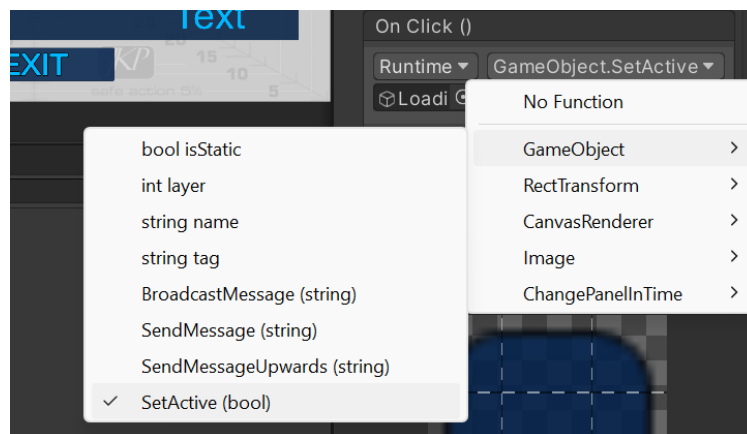 Text
EXIT
KP
20
15
10
5
safe action 5%
On Click ()
Runtime
GameObject.SetActive
Loadi
No Function
GameObject
RectTransform
CanvasRenderer
Image
ChangePanelInTime
bool isStatic
int layer
string name
string tag
BroadcastMessage (string)
SendMessage (string)
SendMessageUpwards (string)
SetActive (bool)